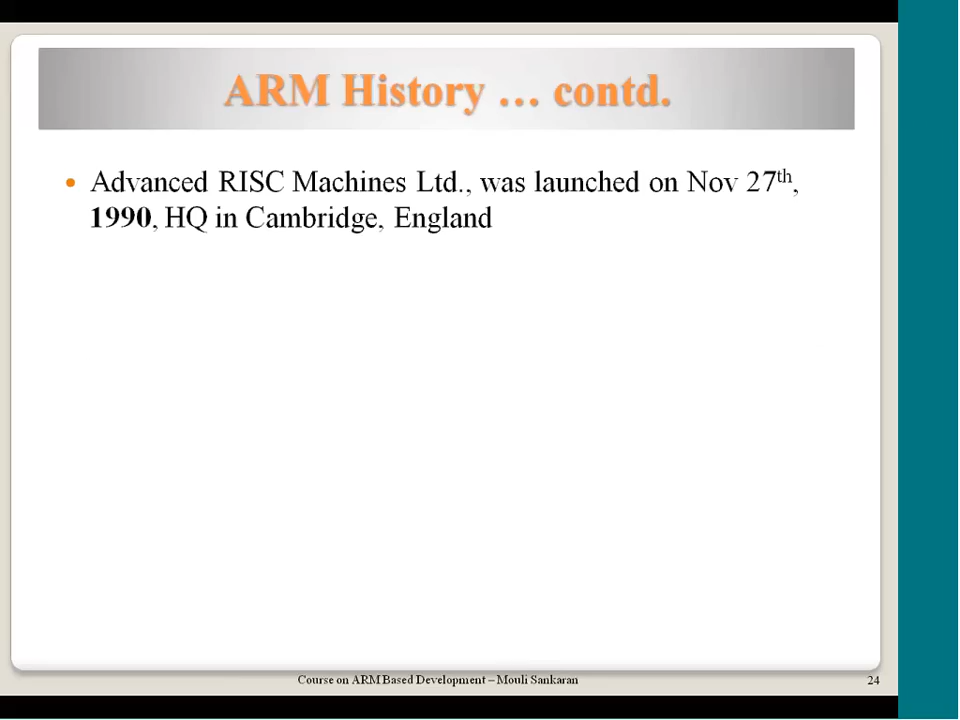 ARM History … contd.
• Advanced RISC Machines Ltd., was launched on Nov 27th,
1990, HQ in Cambridge, England
Course on ARM Based Development – Mouli Sankaran
24